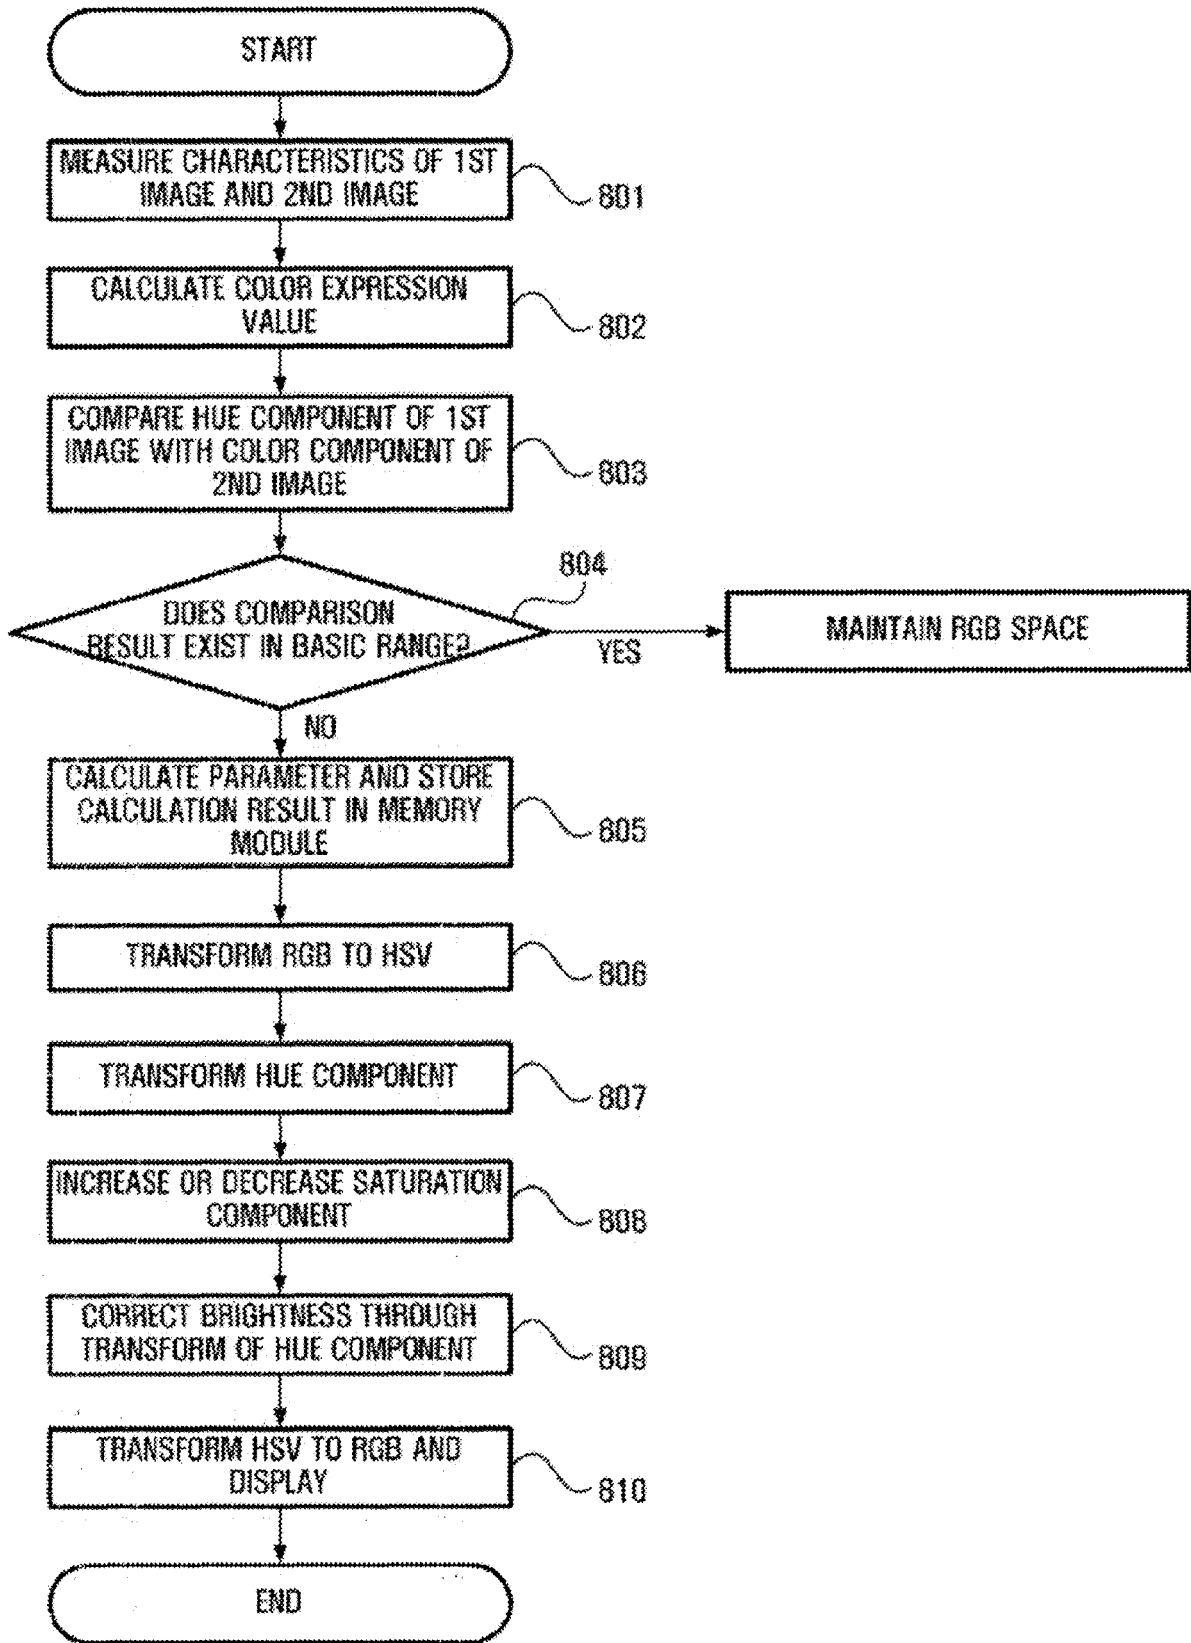 START
MEASURE CHARACTERISTICS OF 1ST
IMAGE AND 2ND IMAGE
801
CALCULATE COLOR EXPRESSION
VALUE
802
COMPARE HUE COMPONENT OF 1ST
IMAGE WITH COLOR COMPONENT OF
2ND IMAGE
803
804
DOES COMPARISON
RESULT EXIST IN BASIC RANGE?
YES
MAINTAIN RGB SPACE
NO
CALCULATE PARAMETER AND STORE
CALCULATION RESULT IN MEMORY
MODULE
805
TRANSFORM RGB TO HSV
806
TRANSFORM HUE COMPONENT
807
INCREASE OR DECREASE SATURATION
COMPONENT
808
CORRECT BRIGHTNESS THROUGH
TRANSFORM OF HUE COMPONENT
809
TRANSFORM HSV TO RGB AND
DISPLAY
810
END